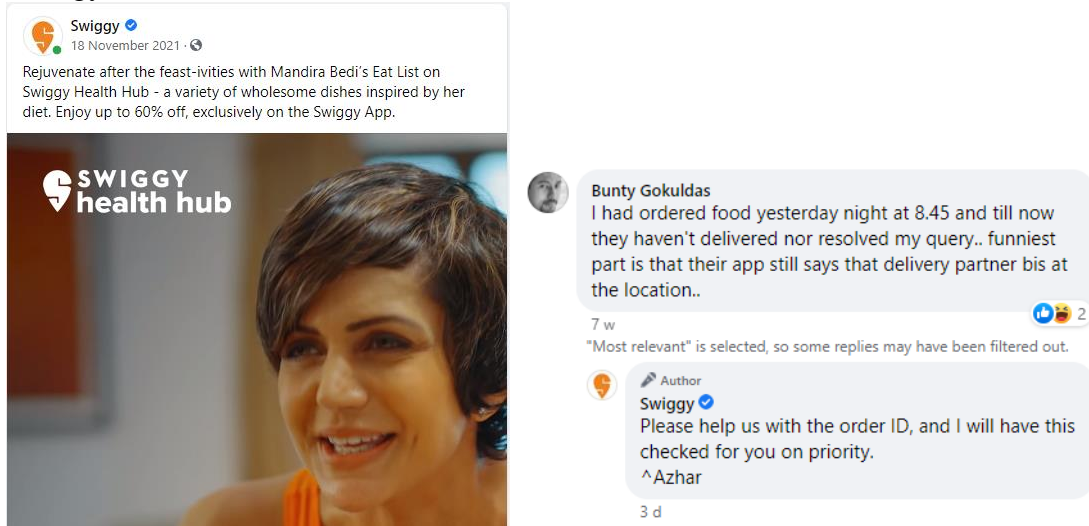 Swiggy
18 November 2021 ·
Rejuvenate after the feast-ivities with Mandira Bedi's Eat List on
Swiggy Health Hub - a variety of wholesome dishes inspired by her
diet. Enjoy up to 60% off, exclusively on the Swiggy App.
SWIGGY
health hub
Bunty Gokuldas
I had ordered food yesterday night at 8.45 and till now
they haven't delivered nor resolved my query.. funniest
part is that their app still says that delivery partner bis at
the location..
2
7 w
"Most relevant" is selected, so some replies may have been filtered out.
Author
Swiggy
Please help us with the order ID, and I will have this
checked for you on priority.
^Azhar
3 d